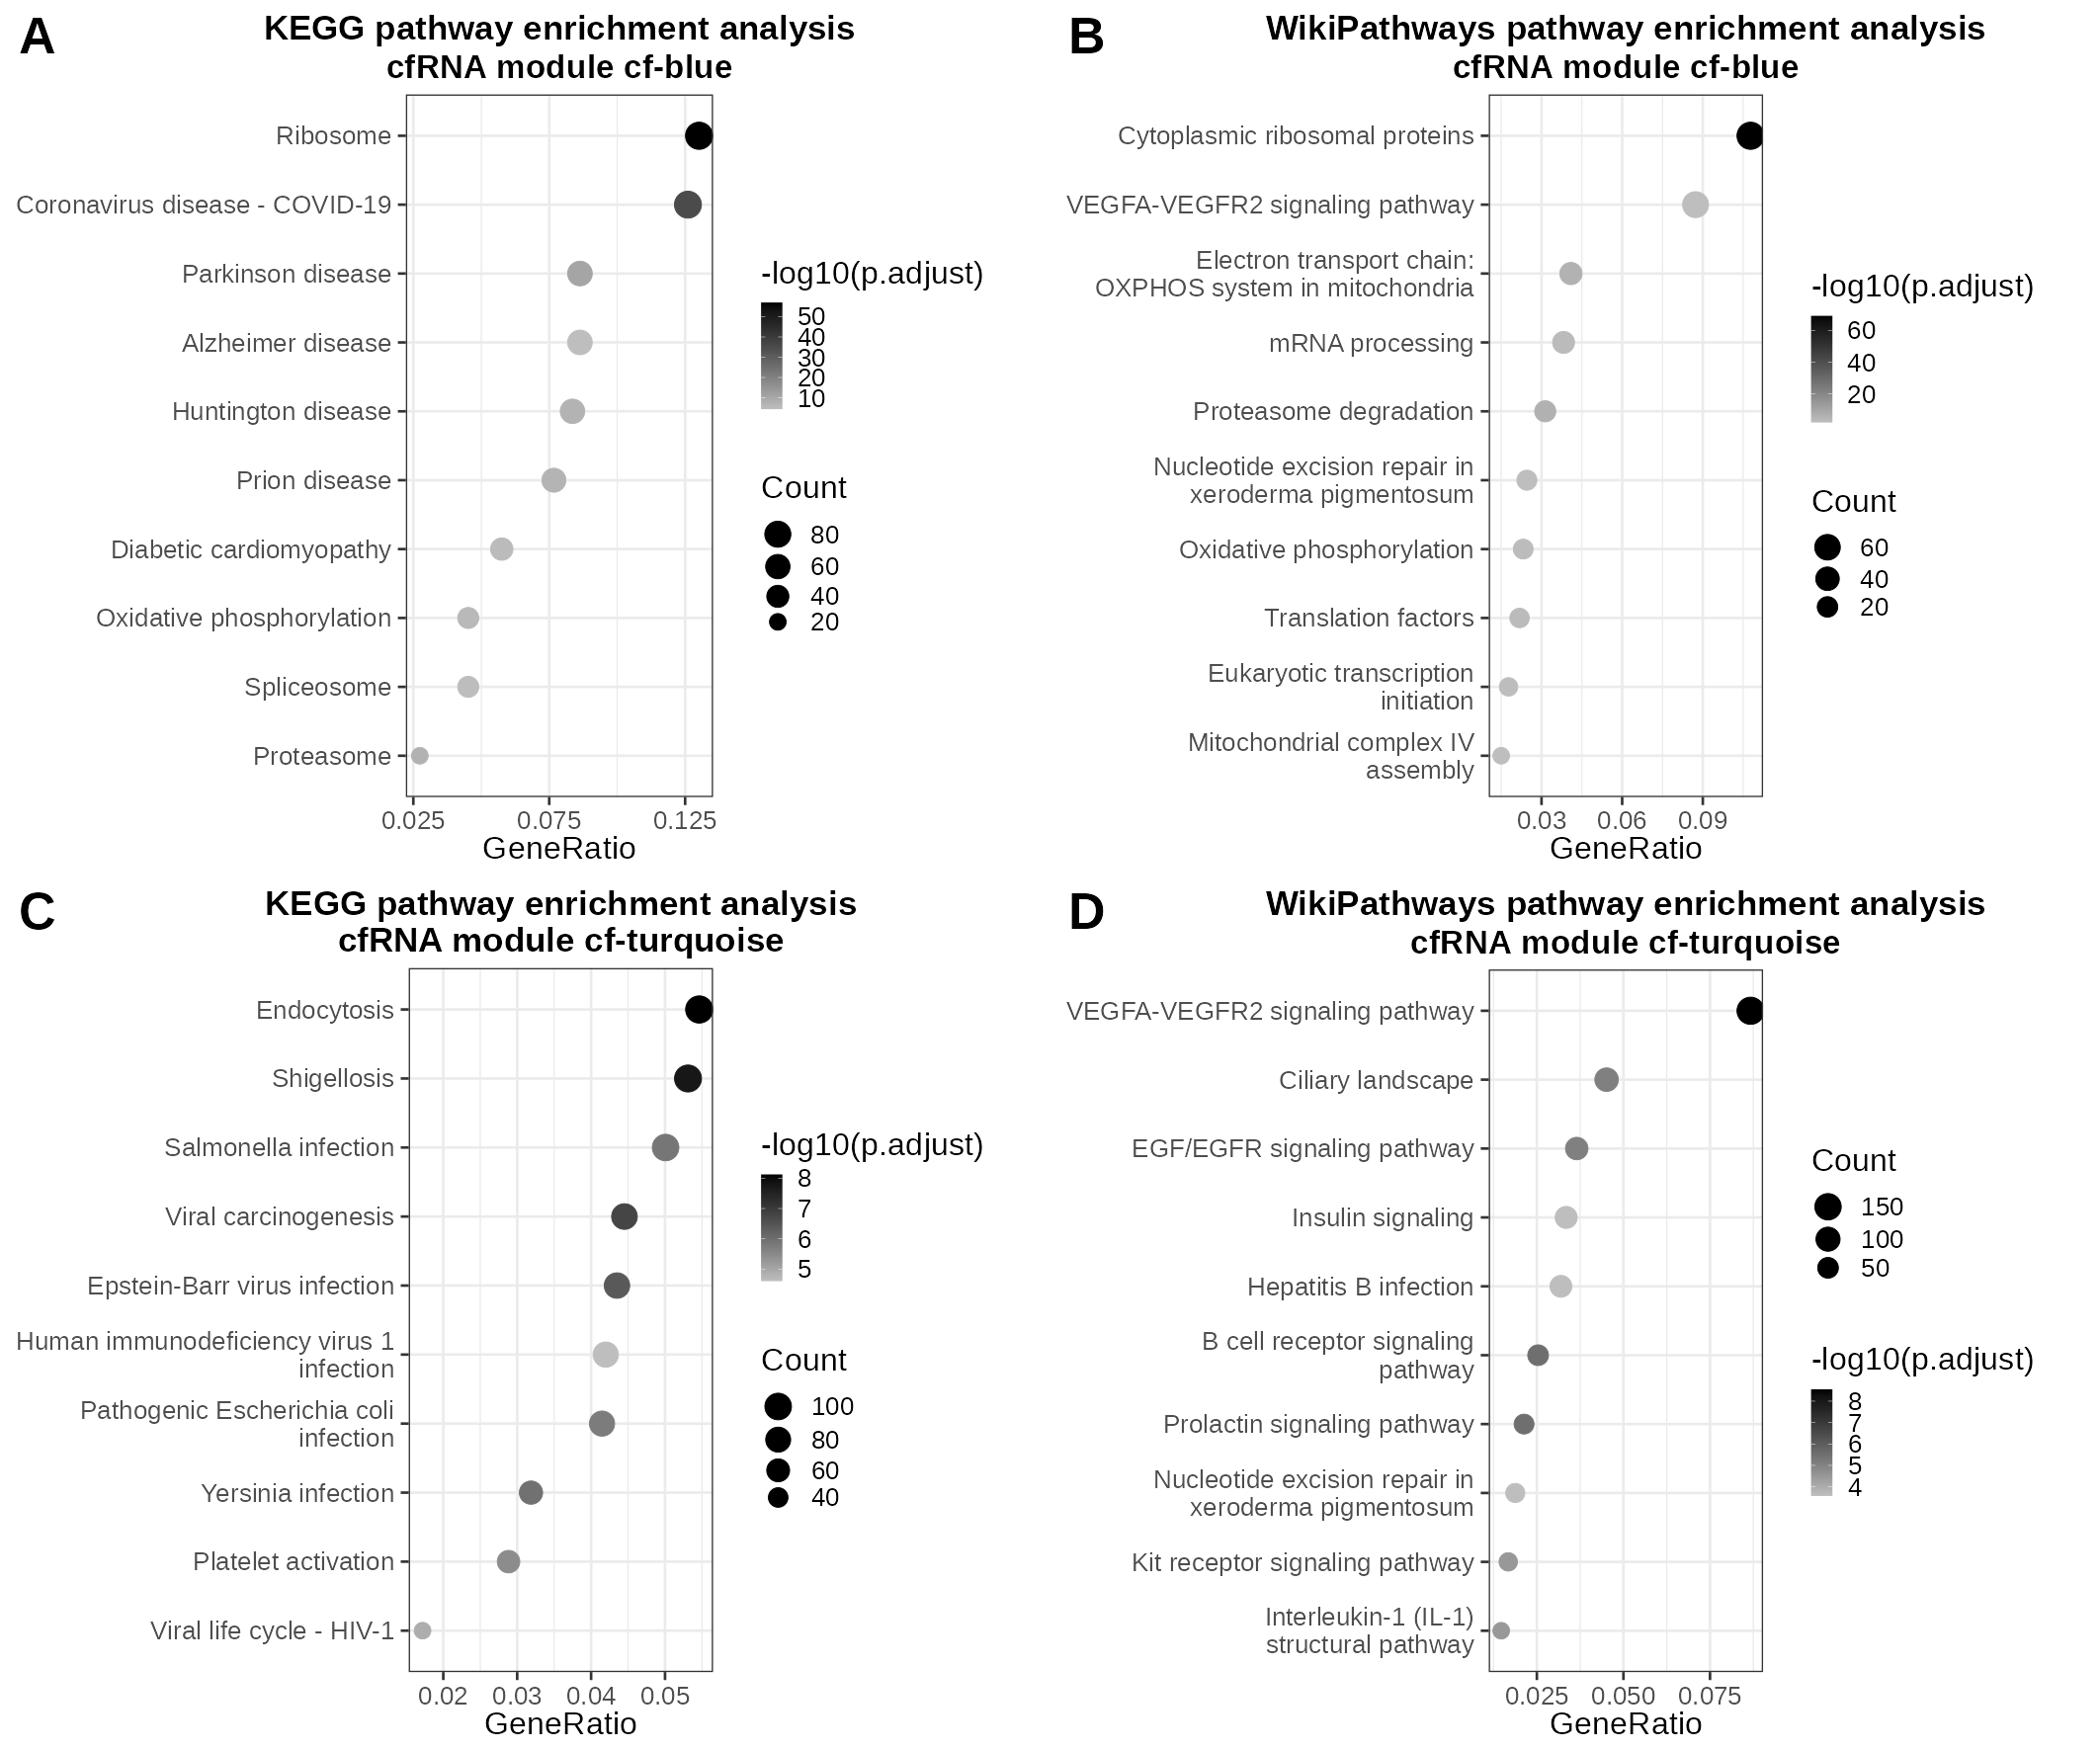 A
KEGG pathway enrichment analysis
cfRNA module cf-blue
Ribosome
Coronavirus disease - COVID-19
Parkinson disease
Alzheimer disease
Huntington disease
Prion disease
Diabetic cardiomyopathy
Oxidative phosphorylation
Spliceosome
Proteasome
0.025 0.075 0.125
GeneRatio
-log10(p.adjust)
50
40
30
20
10
Count
80
60
40
20
B
WikiPathways pathway enrichment analysis
cfRNA module cf-blue
Cytoplasmic ribosomal proteins
VEGFA-VEGFR2 signaling pathway
Electron transport chain:
OXPHOS system in mitochondria
mRNA processing
Proteasome degradation
Nucleotide excision repair in
xeroderma pigmentosum
Oxidative phosphorylation
Translation factors
Eukaryotic transcription
initiation
Mitochondrial complex IV
assembly
0.03 0.06 0.09
GeneRatio
-log10(p.adjust)
60
40
20
Count
60
40
20
C
KEGG pathway enrichment analysis
cfRNA module cf-turquoise
Endocytosis
Shigellosis
Salmonella infection
Viral carcinogenesis
Epstein-Barr virus infection
Human immunodeficiency virus 1
infection
Pathogenic Escherichia coli
infection
Yersinia infection
Platelet activation
Viral life cycle - HIV-1
0.02 0.03 0.04 0.05
GeneRatio
-log10(p.adjust)
8
7
6
5
Count
100
80
60
40
D
WikiPathways pathway enrichment analysis
cfRNA module cf-turquoise
VEGFA-VEGFR2 signaling pathway
Ciliary landscape
EGF/EGFR signaling pathway
Insulin signaling
Hepatitis B infection
B cell receptor signaling
pathway
Prolactin signaling pathway
Nucleotide excision repair in
xeroderma pigmentosum
Kit receptor signaling pathway
Interleukin-1 (IL-1)
structural pathway
0.025 0.050 0.075
GeneRatio
Count
150
100
50
-log10(p.adjust)
8
7
6
5
4